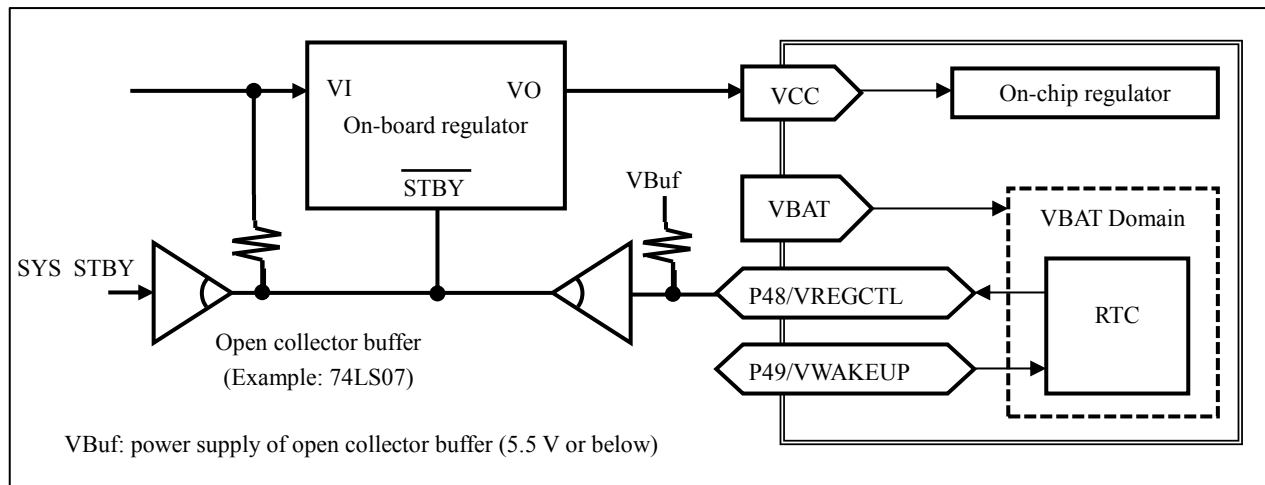 VI
VO
On-board regulator
STBY
VCC
On-chip regulator
VBuf
VBAT
VBAT Domain
SYS STBY
P48/VREGCTL
RTC
Open collector buffer
(Example: 74LS07)
P49/VWAKEUP
VBuf: power supply of open collector buffer (5.5 V or below)